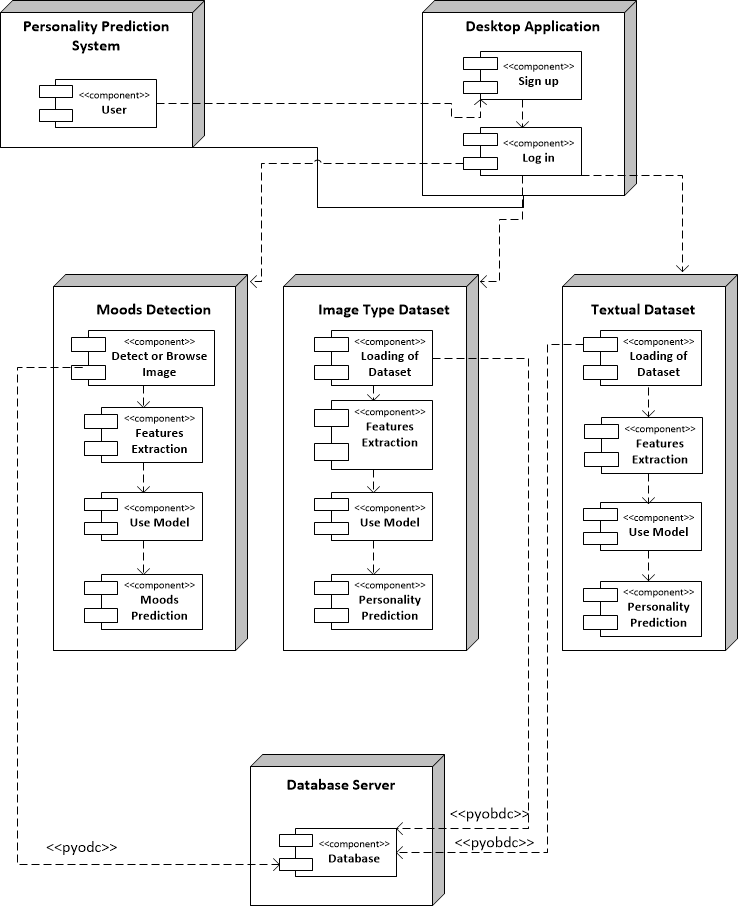 Personality Prediction
System
<<component>>
User
Desktop Application
<<component>>
Sign up
<<component>>
Log in
Moods Detection
<<component>>
Detect or Browse
Image
<<component>>
Features
Extraction
<<component>>
Use Model
<<component>>
Moods
Prediction
Image Type Dataset
<<component>>
Loading of
Dataset
<<component>>
Features
Extraction
<<component>>
Use Model
<<component>>
Personality
Prediction
Textual Dataset
<<component>>
Loading of
Dataset
<<component>>
Features
Extraction
<<component>>
Use Model
<<component>>
Personality
Prediction
Database Server
<<component>>
Database
<<pyodc>>
<<pyobdc>>
<<pyobdc>>